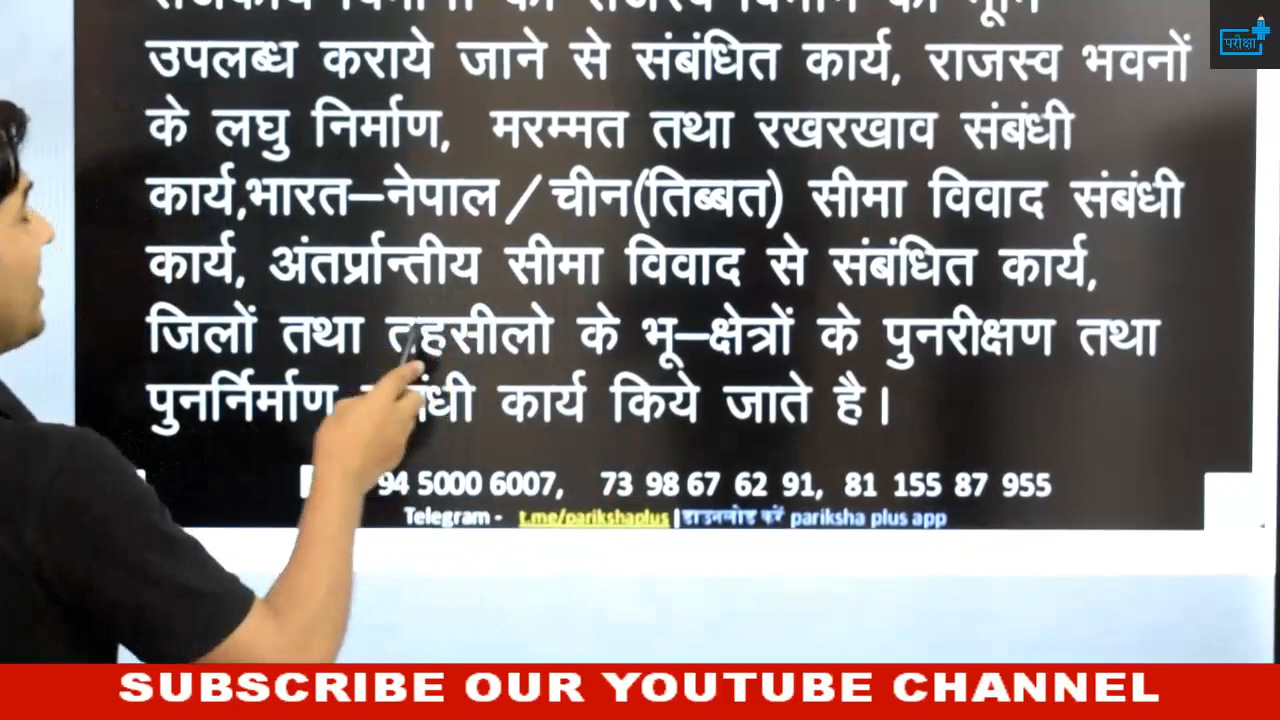 परीक्षा
उपलब्ध कराये जाने से संबंधित कार्य, राजस्व भवनों
के लघु निर्माण, मरम्मत तथा रखरखाव संबंधी
कार्य,भारत–नेपाल/चीन(तिब्बत) सीमा विवाद संबंधी
कार्य, अंतर्प्रान्तीय सीमा विवाद से संबंधित कार्य,
जिलों तथा तहसीलो के भू–क्षेत्रों के पुनरीक्षण तथा
पुनर्निर्माण कार्य किये जाते है।
94 5000 6007, 73 98 67 62 91, 81 155 87 955
Telegram - t.me/parikshaplus | डाउनलोड करें pariksha plus app
SUBSCRIBE OUR YOUTUBE CHANNEL